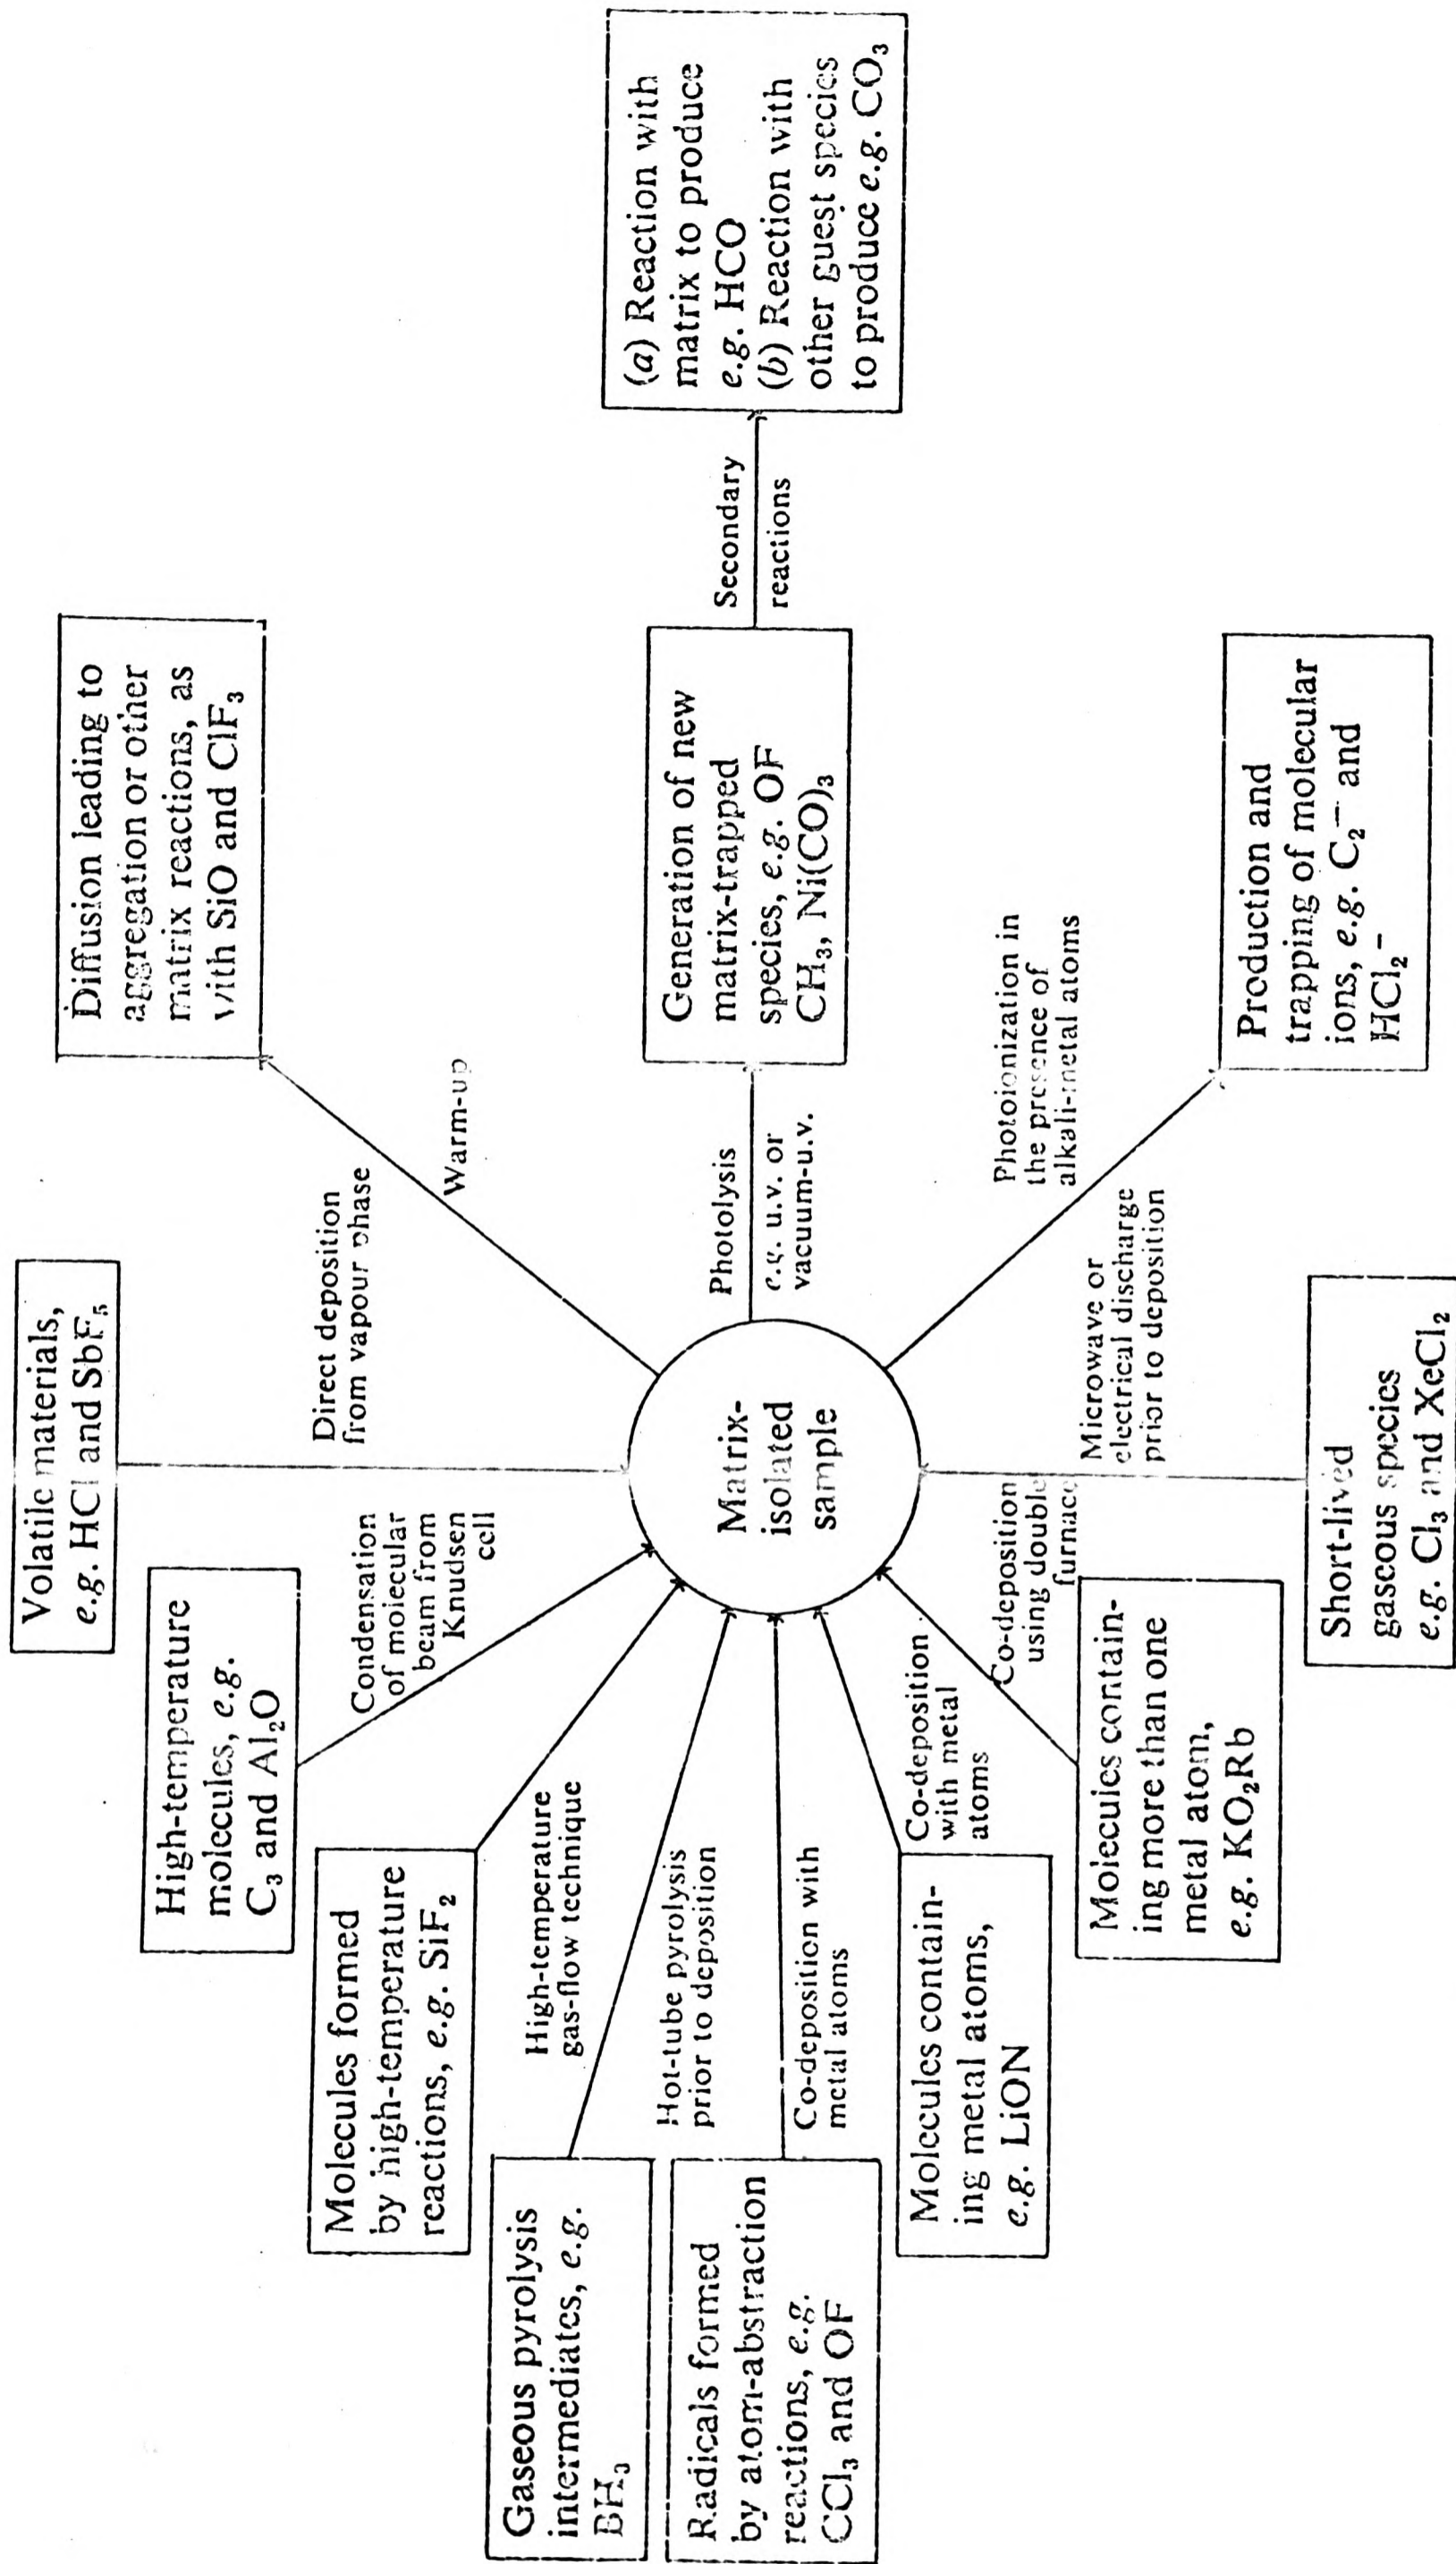 Volatile materials,
e.g. HCl and SbF₅
Direct deposition
from vapour phase
High-temperature
molecules, e.g.
C₃ and Al₂O
Condensation
of molecular
beam from
Knudsen
cell
Molecules formed
by high-temperature
reactions, e.g. SiF₂
High-temperature
gas-flow technique
Gaseous pyrolysis
intermediates, e.g.
BH₃
Hot-tube pyrolysis
prior to deposition
Radicals formed
by atom-abstraction
reactions, e.g.
CCl₃ and OF
Co-deposition with
metal atoms
Molecules contain-
ing metal atoms,
e.g. LiON
Co-deposition
with metal
atoms
Molecules contain-
ing more than one
metal atom,
e.g. KO₂Rb
Co-deposition
using double
furnace
Short-lived
gaseous species
e.g. Cl₃ and XeCl₂
Microwave or
electrical discharge
prior to deposition
Matrix-
isolated
sample
Warm-up
Diffusion leading to
aggregation or other
matrix reactions, as
with SiO and ClF₃
Photolysis
e.g. u.v. or
vacuum-u.v.
Generation of new
matrix-trapped
species, e.g. OF
CH₃, Ni(CO)₃
Secondary
reactions
(a) Reaction with
matrix to produce
e.g. HCO
(b) Reaction with
other guest species
to produce e.g. CO₃
Photoionization in
the presence of
alkali-metal atoms
Production and
trapping of molecular
ions, e.g. C₂⁻ and
HCl₂⁻